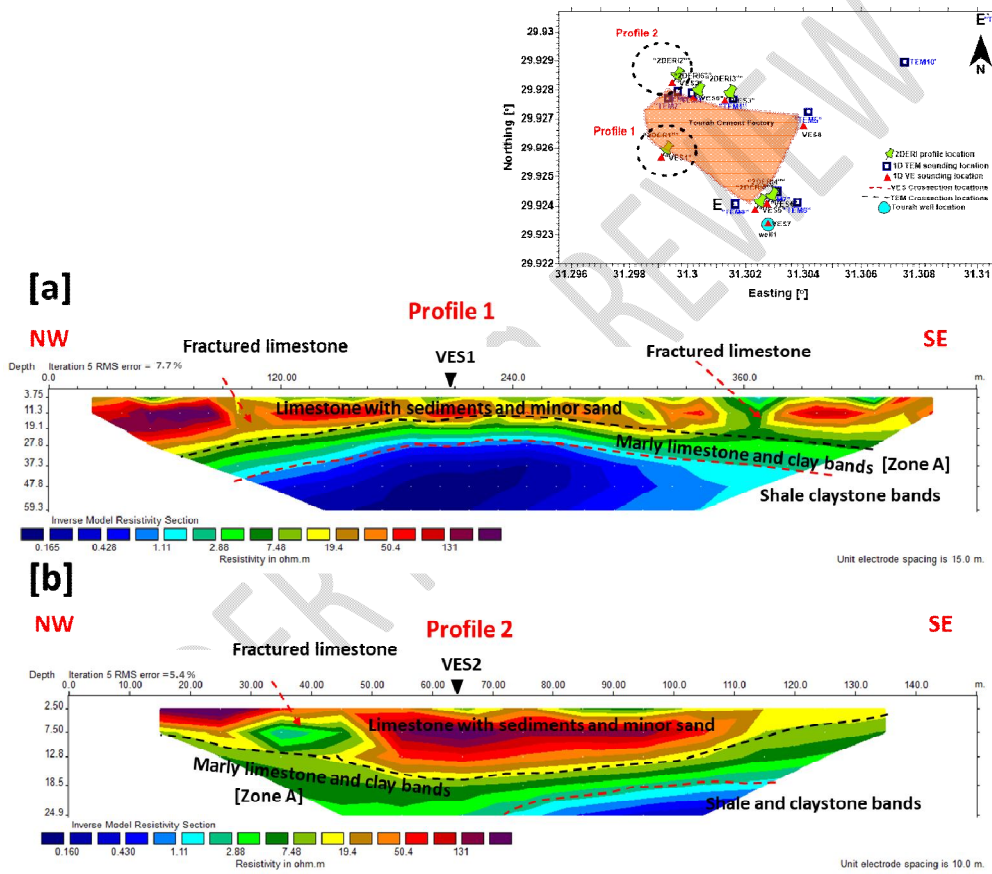 E
N
29.93
29.929
29.928
29.927
29.926
29.925
29.924
29.923
29.922
Northing [°]
Profile 2
Profile 1
"TEM10"
Tourah Cement Factory
VES1
VES7
well1
E
2DERI profile location
1D TEM sounding location
1D VE sounding location
VES Crossection locations
TEM Crossection locations
Tourah well location
31.296 31.298 31.3 31.302 31.304 31.306 31.308 31.31
Easting [°]
[a]
Profile 1
NW SE
Fractured limestone VES1 Fractured limestone
Depth Iteration 5 RMS error = 7.7 %
0.0 120.00 240.0 360.0 m.
3.75
11.3
19.1
27.8
37.3
47.8
59.3
Limestone with sediments and minor sand
Marly limestone and clay bands [Zone A]
Shale claystone bands
Inverse Model Resistivity Section
0.165 0.428 1.11 2.88 7.48 19.4 50.4 131
Resistivity in ohm.m
Unit electrode spacing is 15.0 m.
[b]
NW Profile 2 SE
Fractured limestone
VES2
Depth Iteration 5 RMS error =5.4 %
0.0 10.00 20.00 30.00 40.00 50.00 60.00 70.00 80.00 90.00 100.0 110.0 120.0 130.0 140.0 m.
2.50
7.50
12.8
18.5
24.9
Limestone with sediments and minor sand
Marly limestone and clay bands
[Zone A]
Shale and claystone bands
Inverse Model Resistivity Section
0.160 0.430 1.11 2.88 7.48 19.4 50.4 131
Resistivity in ohm.m
Unit electrode spacing is 10.0 m.